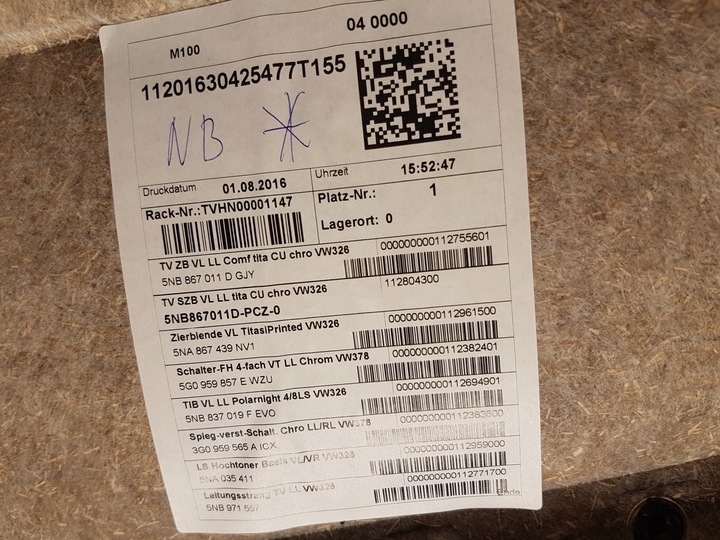 M100 04 0000
11201630425477T155
NB
Druckdatum 01.08.2016 Uhrzeit 15:52:47
Rack-Nr.:TVHN00001147 Platz-Nr.: 1
Lagerort: 0
TV ZB VL LL Comf tita CU chro VW326 000000000112755601
5NB 867 011 D GJY
TV SZB VL LL tita CU chro VW326 112804300
5NB867011D-PCZ-0
Zierblende VL TitasiPrinted VW326 000000000112961500
5NA 867 439 NV1
Schalter-FH 4-fach VT LL Chrom VW378 000000000112382401
5G0 959 857 E WZU
TIB VL LL Polarnight 4/8LS VW326 000000000112694901
5NB 837 019 F EVO
Spieg-verst-Schalt. Chro LL/RL VW378 000000000112383600
3G0 959 565 A ICX
LS Hochtoner Basis VL/VR VW326 000000000112959000
5NA 035 411
Leitungsstrang TV LL VW326 000000000112771700
5NB 971 557
Ende